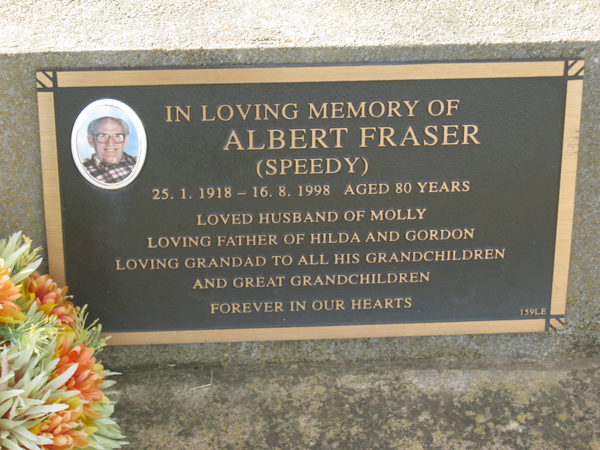 IN LOVING MEMORY OF
ALBERT FRASER
(SPEEDY)
25. 1. 1918 – 16. 8. 1998 AGED 80 YEARS
LOVED HUSBAND OF MOLLY
LOVING FATHER OF HILDA AND GORDON
LOVING GRANDAD TO ALL HIS GRANDCHILDREN
AND GREAT GRANDCHILDREN
FOREVER IN OUR HEARTS
159LE